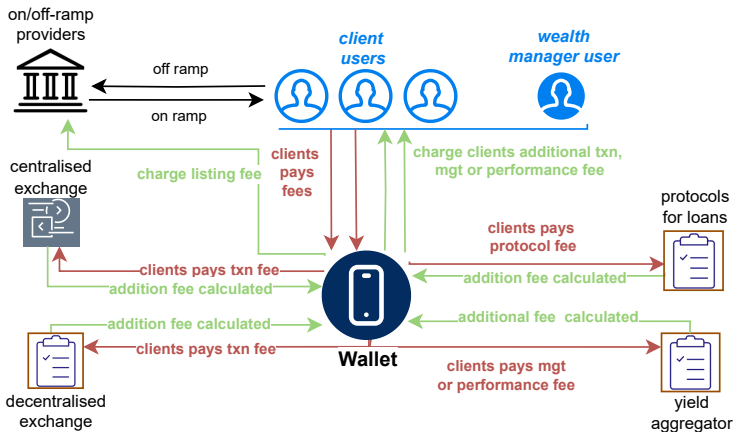 on/off-ramp
providers
client
users
wealth
manager user
off ramp
on ramp
clients
pays
fees
charge clients additional txn,
mgt or performance fee
charge listing fee
centralised
exchange
protocols
for loans
clients pays
protocol fee
clients pays txn fee
addition fee calculated
addition fee calculated
addition fee calculated
additional fee  calculated
clients pays txn fee
Wallet
clients pays mgt
or performance fee
decentralised
exchange
yield
aggregator